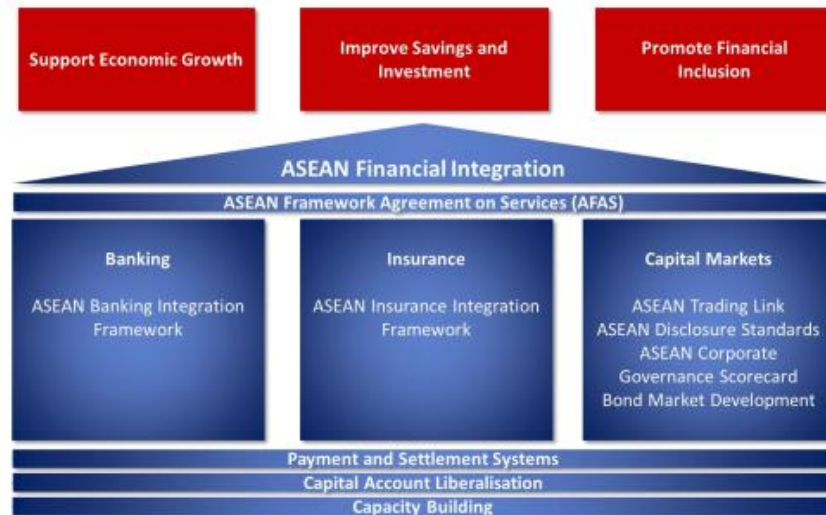 Support Economic Growth
Improve Savings and
Investment
Promote Financial
Inclusion
ASEAN Financial Integration
ASEAN Framework Agreement on Services (AFAS)
Banking
ASEAN Banking Integration
Framework
Insurance
ASEAN Insurance Integration
Framework
Capital Markets
ASEAN Trading Link
ASEAN Disclosure Standards
ASEAN Corporate
Governance Scorecard
Bond Market Development
Payment and Settlement Systems
Capital Account Liberalisation
Capacity Building